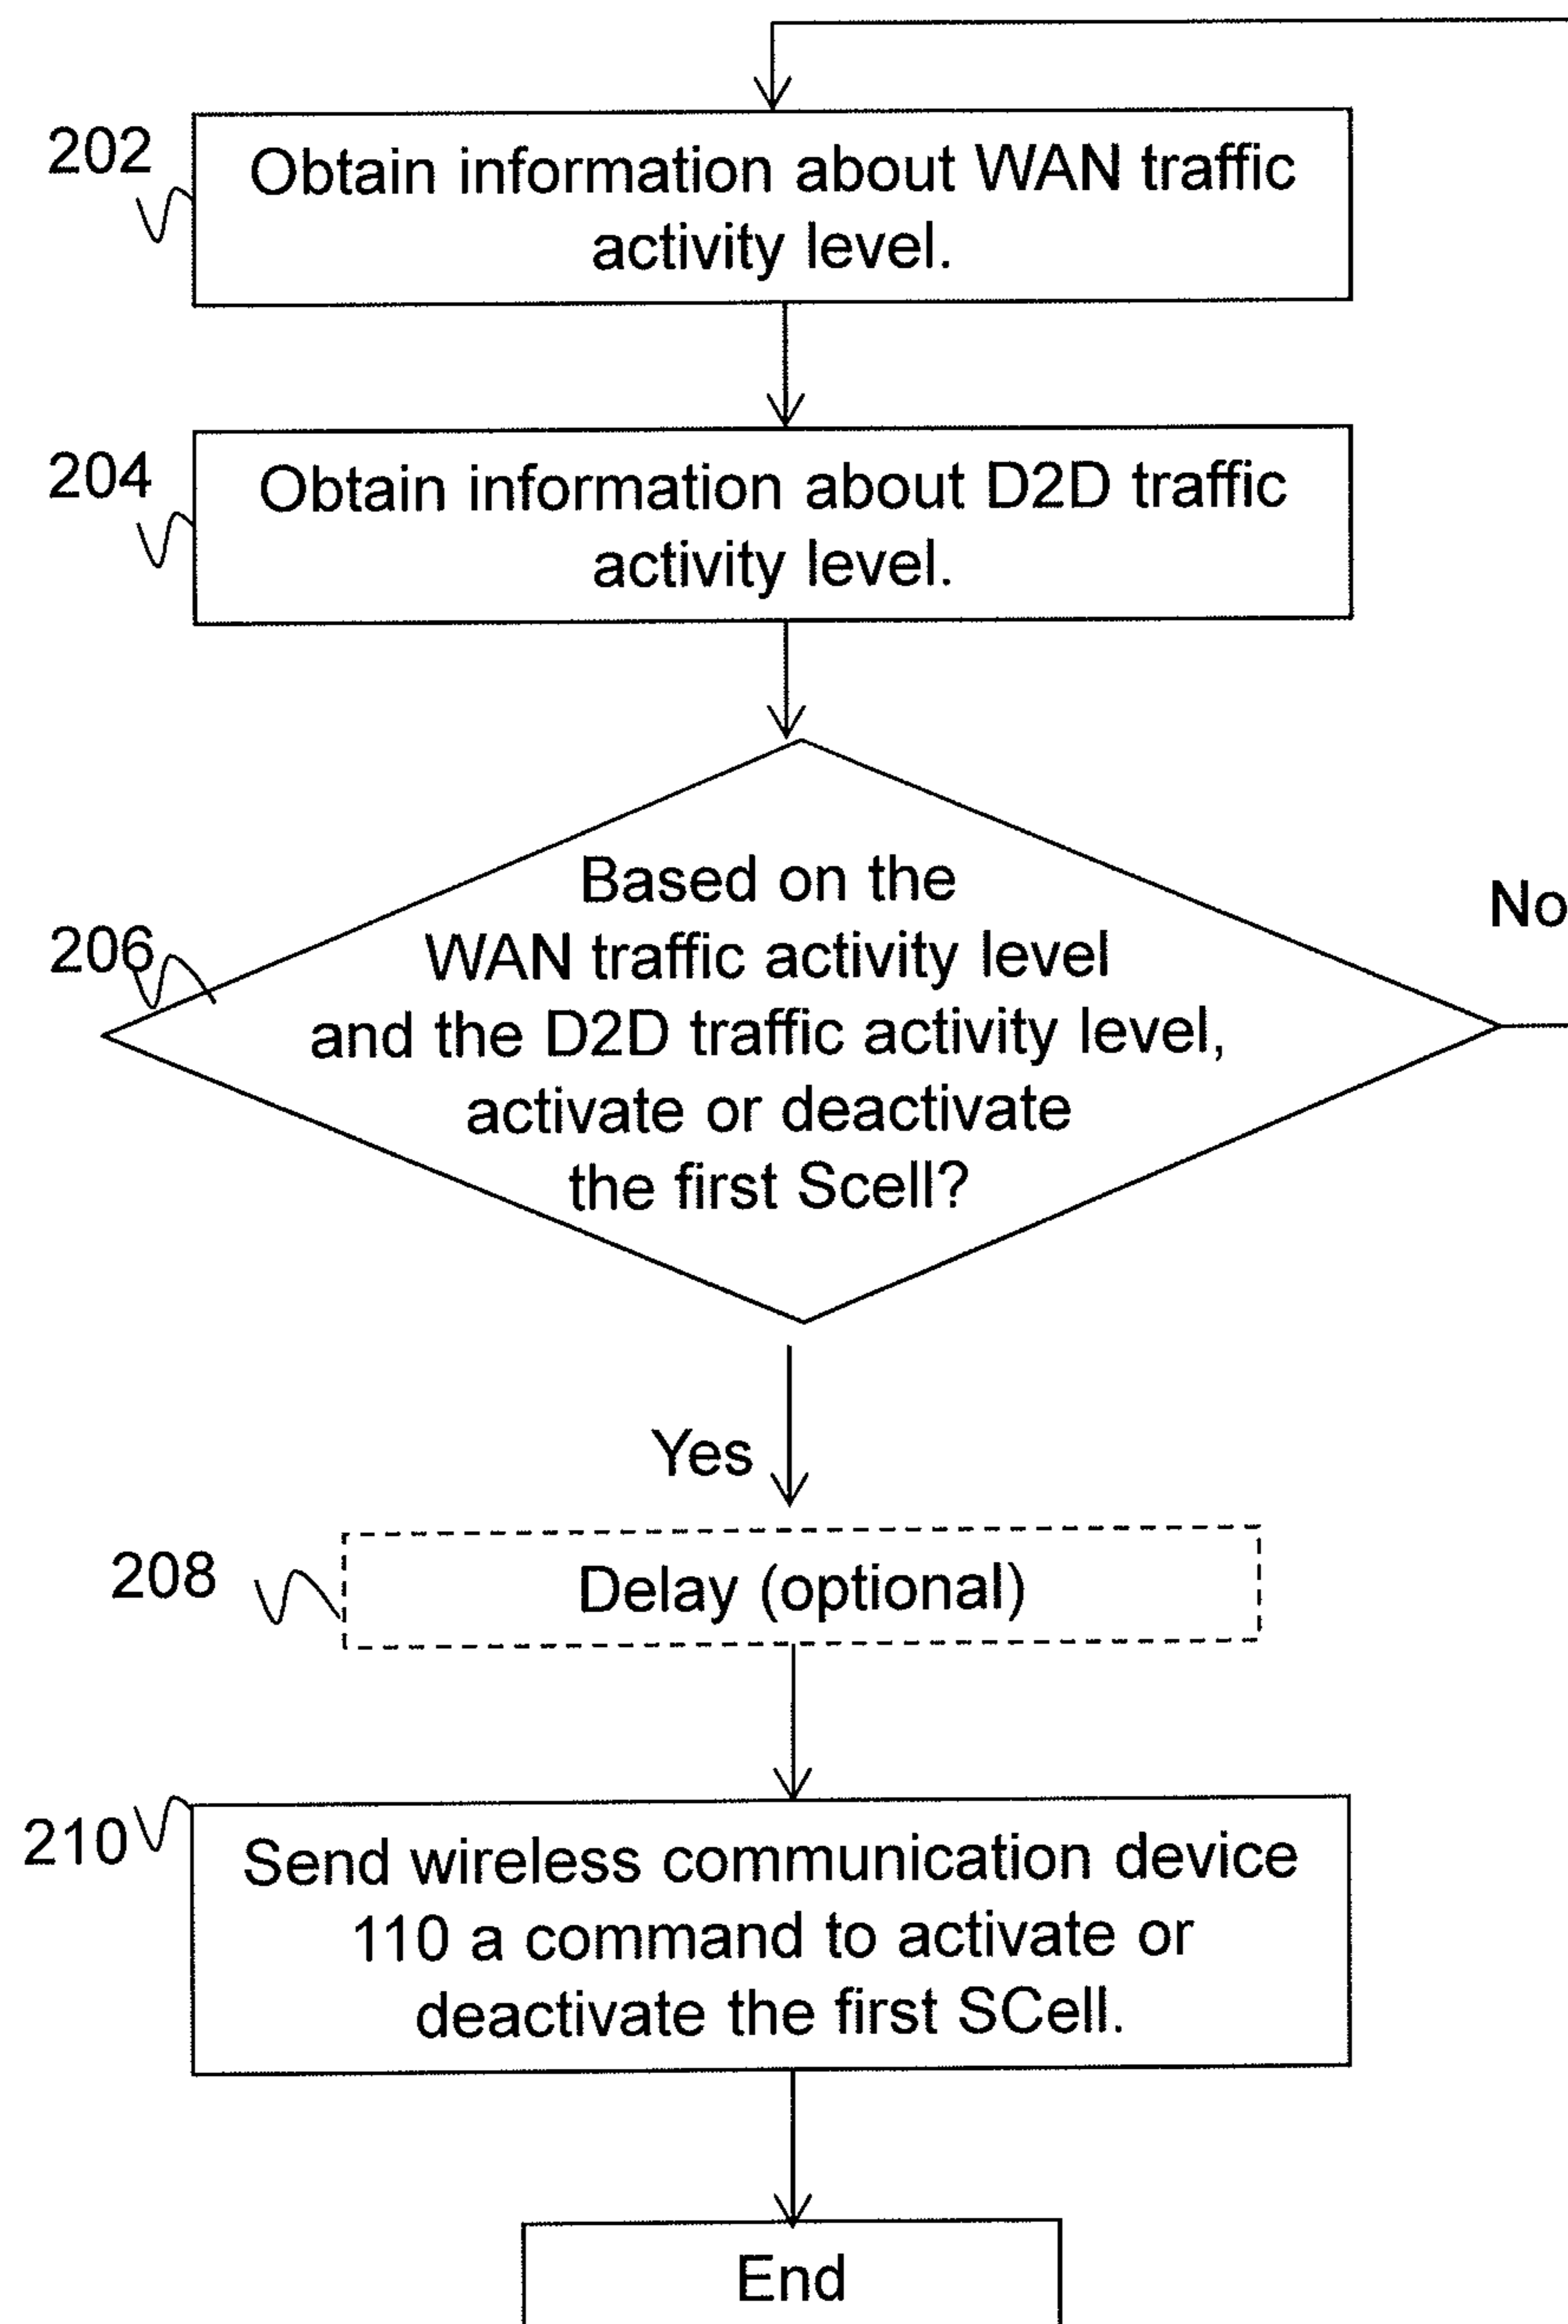 202
Obtain information about WAN traffic
activity level.
204
Obtain information about D2D traffic
activity level.
206
Based on the
WAN traffic activity level
and the D2D traffic activity level,
activate or deactivate
the first Scell?
No
Yes
208
Delay (optional)
210
Send wireless communication device
110 a command to activate or
deactivate the first SCell.
End